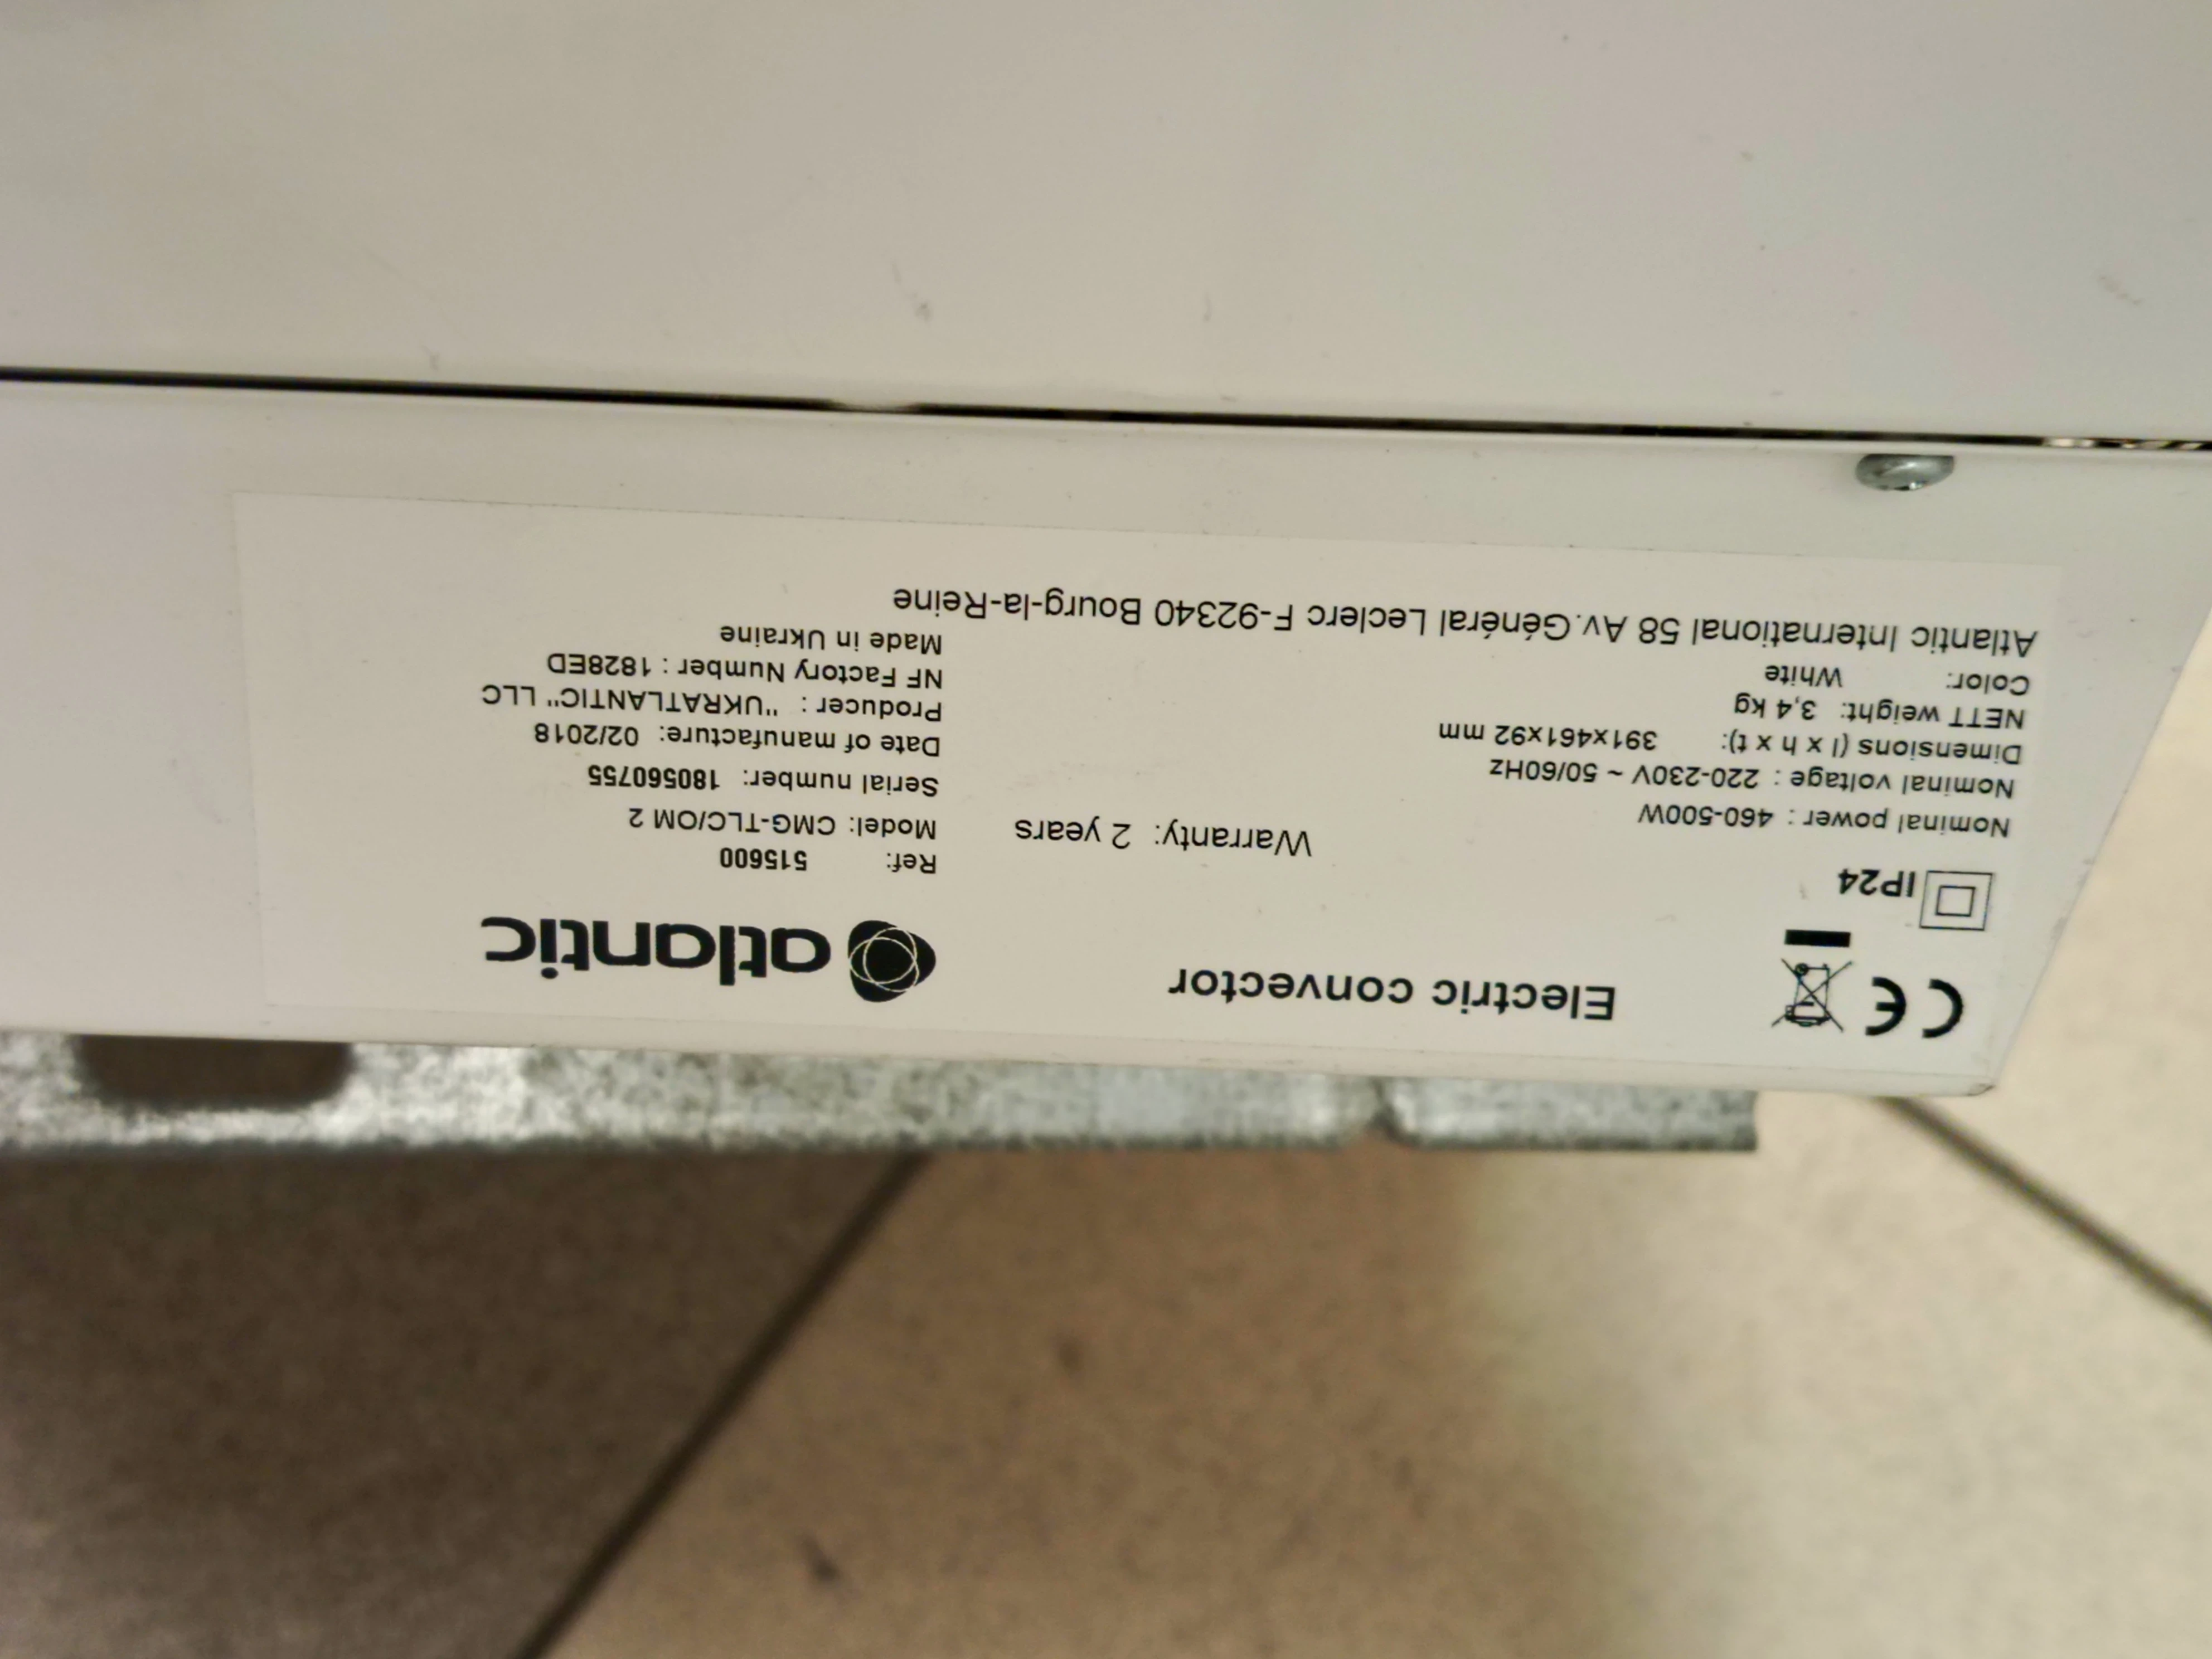 CE
Electric convector
atlantic
IP24
Ref: 515600
Model: CMG-TLC/OM 2
Serial number: 180560755
Date of manufacture: 02/2018
Producer : "UKRATLANTIC" LLC
NF Factory Number : 1828ED
Made in Ukraine
Warranty: 2 years
Nominal power : 460-500W
Nominal voltage : 220-230V ~ 50/60Hz
Dimensions (l x h x t): 391x461x92 mm
NETT weight: 3,4 kg
Color: White
Atlantic International 58 Av.Général Leclerc F-92340 Bourg-la-Reine